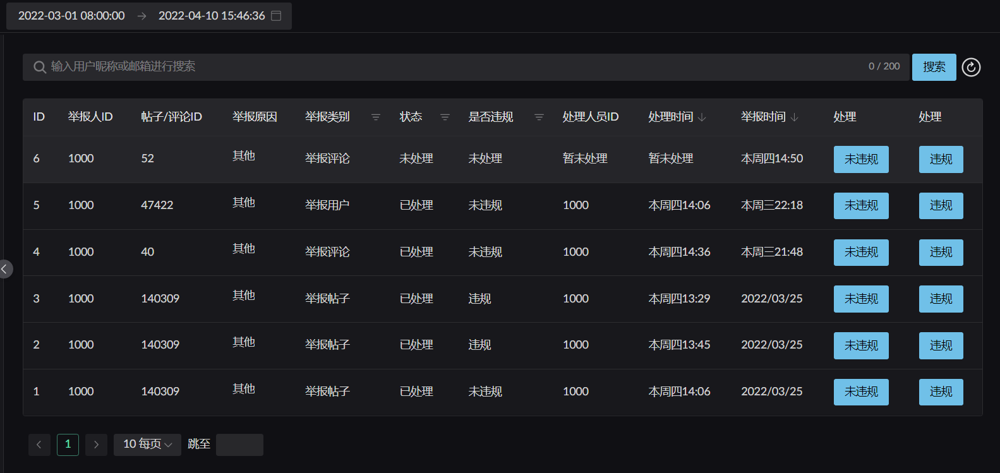 2022-03-01 08:00:00 → 2022-04-10 15:46:36
输入用户昵称或邮箱进行搜索 0 / 200 搜索
ID 举报人ID 帖子/评论ID 举报原因 举报类别 状态 是否违规 处理人员ID 处理时间 举报时间 处理 处理
6 1000 52 其他 举报评论 未处理 未处理 暂未处理 暂未处理 本周四14:50 未违规 违规
5 1000 47422 其他 举报用户 已处理 未违规 1000 本周四14:06 本周三22:18 未违规 违规
4 1000 40 其他 举报评论 已处理 未违规 1000 本周四14:36 本周三21:48 未违规 违规
3 1000 140309 其他 举报帖子 已处理 违规 1000 本周四13:29 2022/03/25 未违规 违规
2 1000 140309 其他 举报帖子 已处理 违规 1000 本周四13:45 2022/03/25 未违规 违规
1 1000 140309 其他 举报帖子 已处理 未违规 1000 本周四14:06 2022/03/25 未违规 违规
1 10 每页 跳至